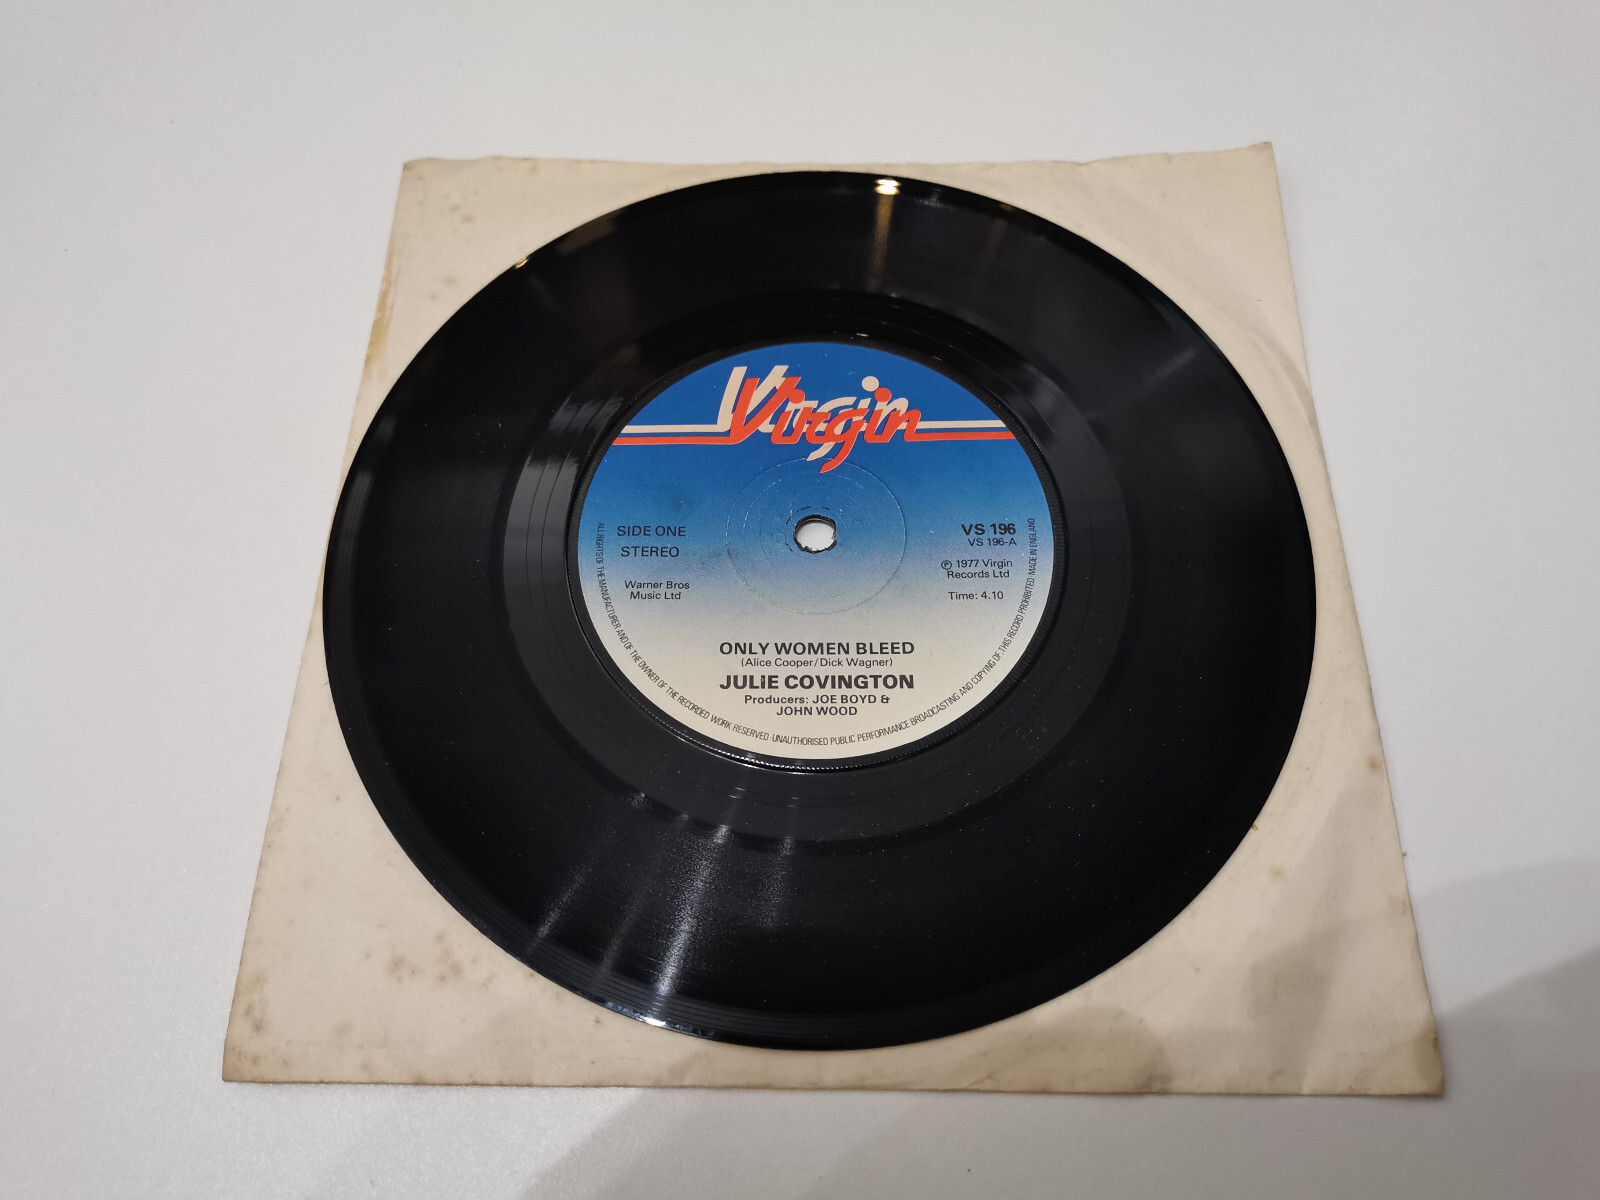 Virgin
SIDE ONE
STEREO
Warner Bros
Music Ltd
VS 196
VS 196-A
℗ 1977 Virgin
Records Ltd
Time: 4.10
ONLY WOMEN BLEED
(Alice Cooper/Dick Wagner)
JULIE COVINGTON
Producers: JOE BOYD &
JOHN WOOD
ALL RIGHTS OF THE MANUFACTURER AND OF THE OWNER OF THE RECORDED WORK RESERVED · UNAUTHORISED PUBLIC PERFORMANCE BROADCASTING AND COPYING OF THIS RECORD PROHIBITED MADE IN ENGLAND